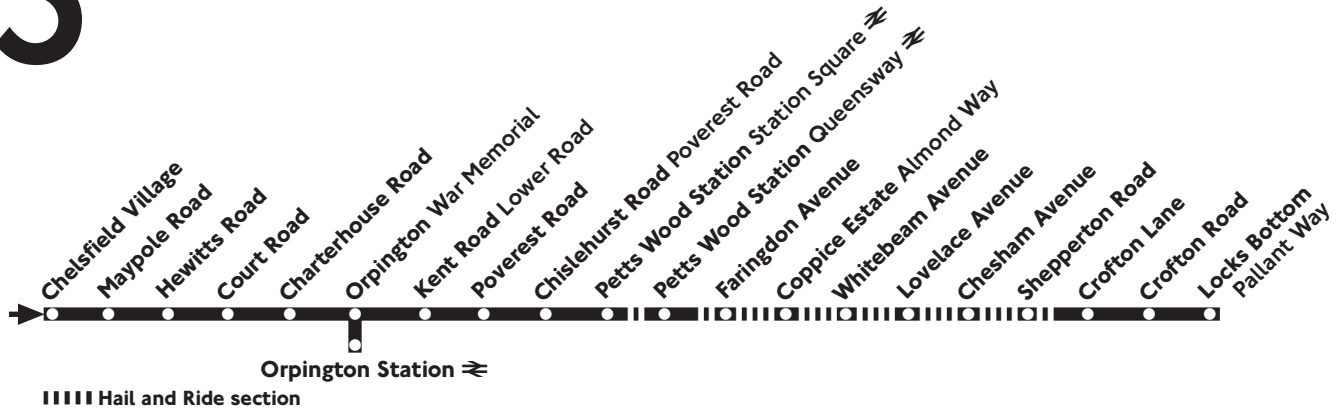 Chelsfield Village
Maypole Road
Hewitts Road
Court Road
Charterhouse Road
Orpington War Memorial
Kent Road Lower Road
Poverest Road
Chislehurst Road Poverest Road
Petts Wood Station Station Square
Petts Wood Station Queensway
Faringdon Avenue
Coppice Estate Almond Way
Whitebeam Avenue
Lovelace Avenue
Chesham Avenue
Shepperton Road
Crofton Lane
Crofton Road
Locks Bottom
Pallant Way
Orpington Station
Hail and Ride section